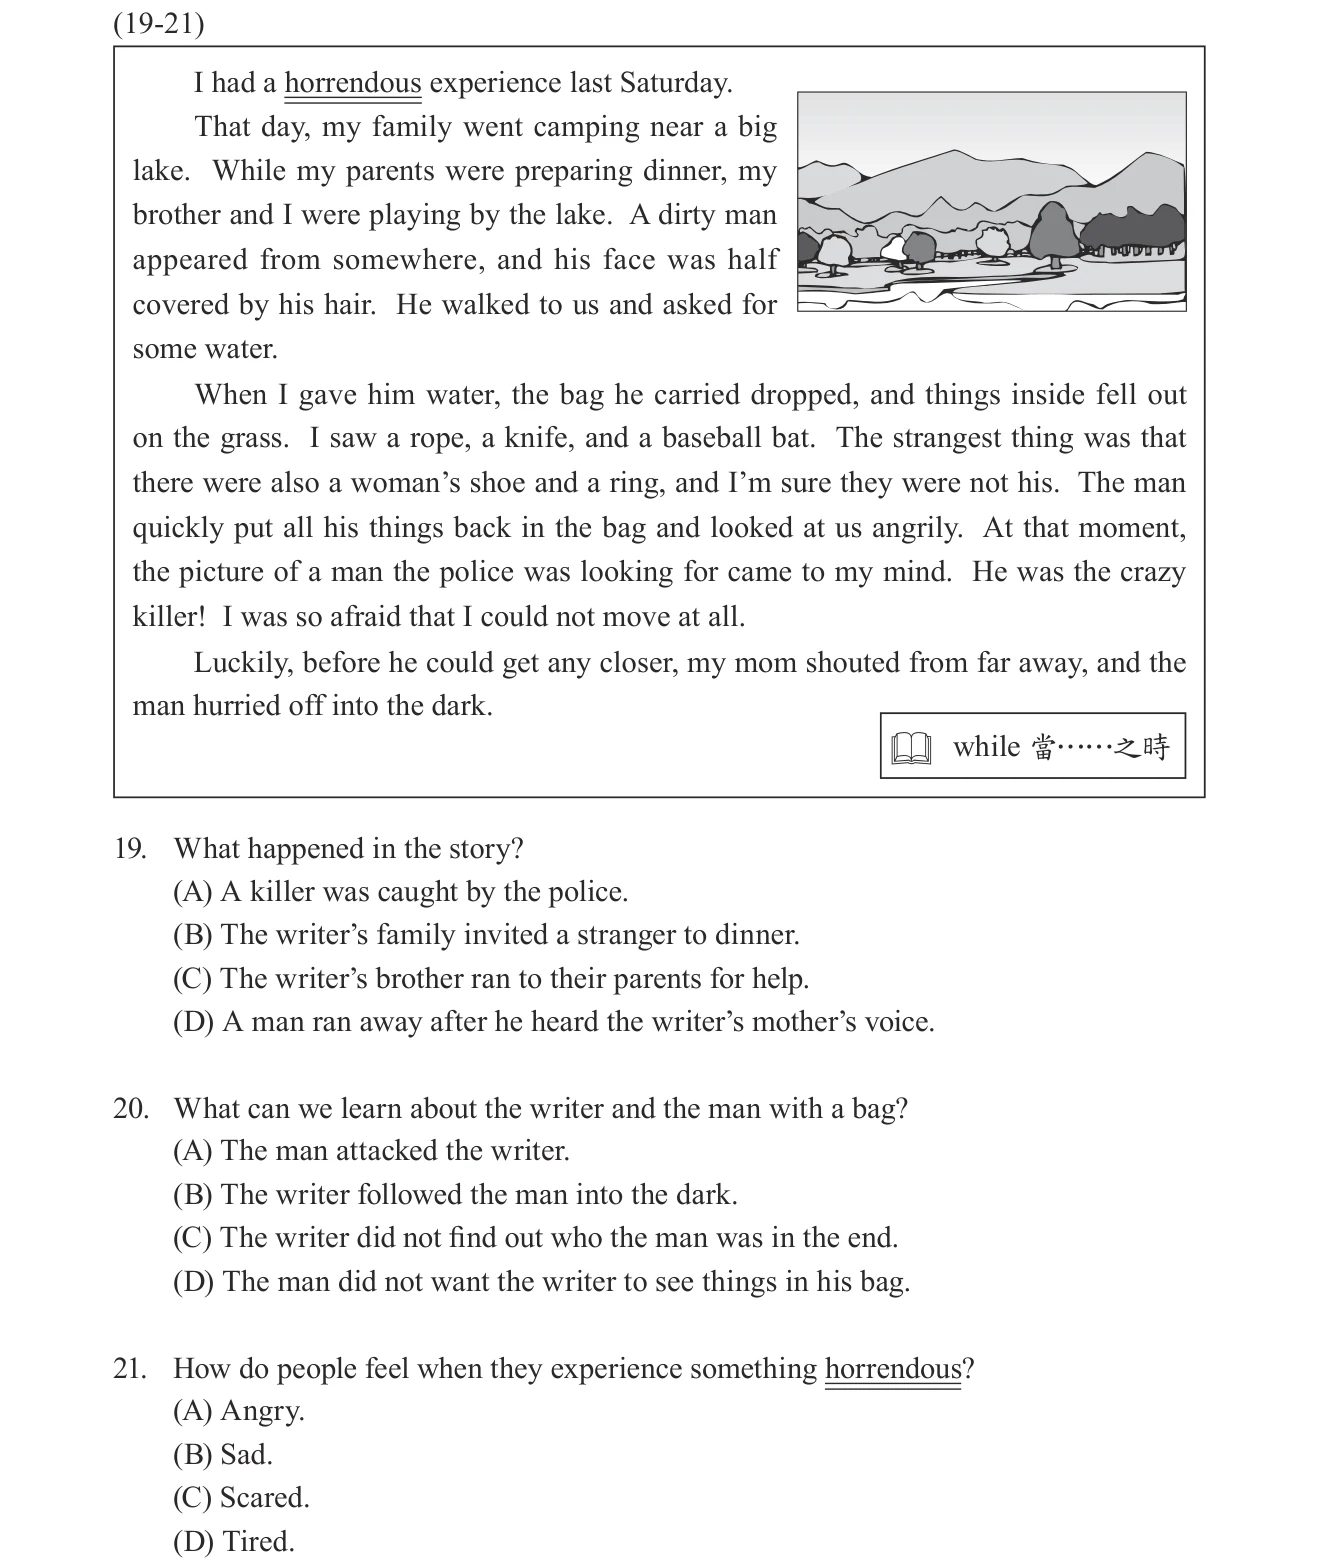 (19-21)
I had a horrendous experience last Saturday.
That day, my family went camping near a big
lake. While my parents were preparing dinner, my
brother and I were playing by the lake. A dirty man
appeared from somewhere, and his face was half
covered by his hair. He walked to us and asked for
some water.
When I gave him water, the bag he carried dropped, and things inside fell out
on the grass. I saw a rope, a knife, and a baseball bat. The strangest thing was that
there were also a woman’s shoe and a ring, and I’m sure they were not his. The man
quickly put all his things back in the bag and looked at us angrily. At that moment,
the picture of a man the police was looking for came to my mind. He was the crazy
killer! I was so afraid that I could not move at all.
Luckily, before he could get any closer, my mom shouted from far away, and the
man hurried off into the dark.
while 當……之時
19. What happened in the story?
(A) A killer was caught by the police.
(B) The writer’s family invited a stranger to dinner.
(C) The writer’s brother ran to their parents for help.
(D) A man ran away after he heard the writer’s mother’s voice.
20. What can we learn about the writer and the man with a bag?
(A) The man attacked the writer.
(B) The writer followed the man into the dark.
(C) The writer did not find out who the man was in the end.
(D) The man did not want the writer to see things in his bag.
21. How do people feel when they experience something horrendous?
(A) Angry.
(B) Sad.
(C) Scared.
(D) Tired.